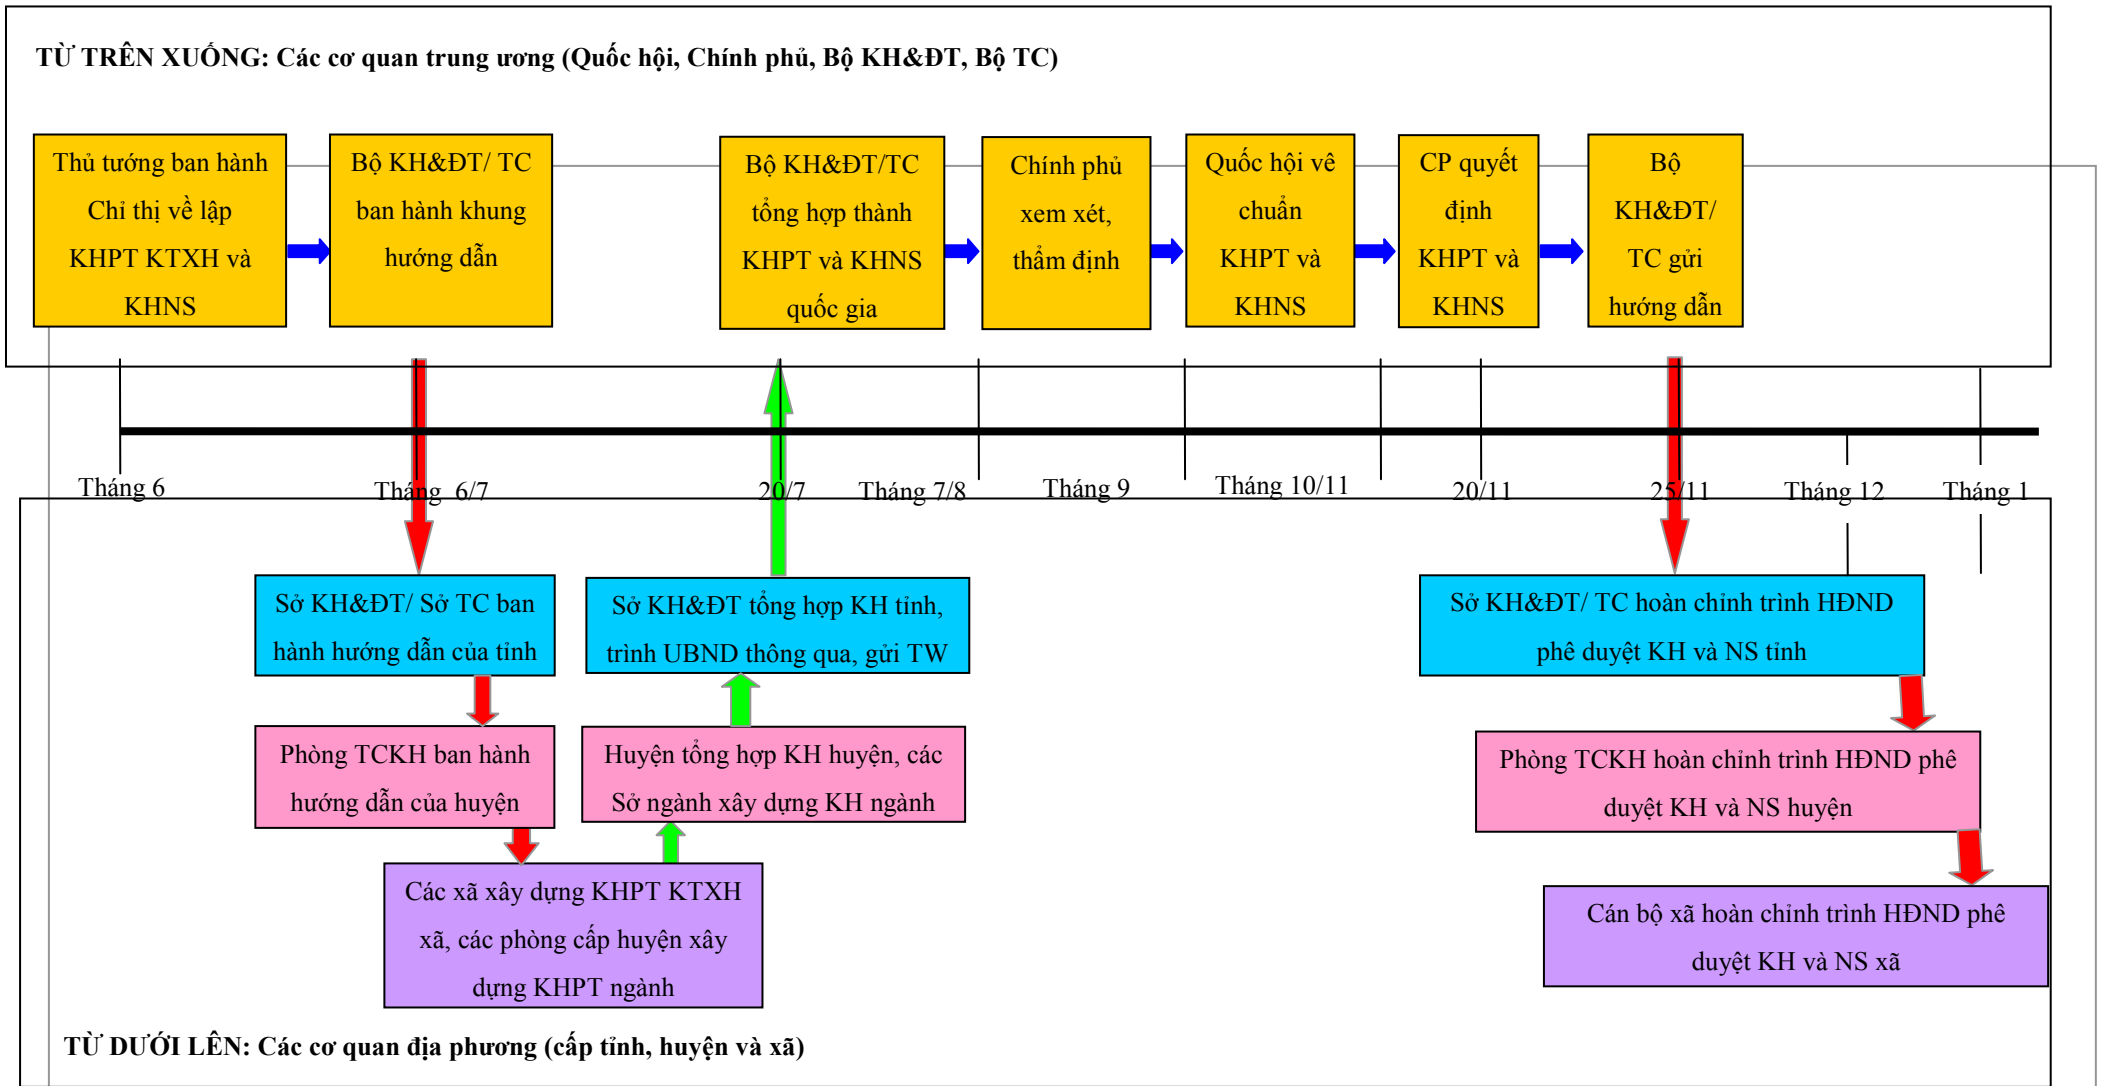 TỪ TRÊN XUỐNG: Các cơ quan trung ương (Quốc hội, Chính phủ, Bộ KH&ĐT, Bộ TC)
Thủ tướng ban hành
Chỉ thị về lập
KHPT KTXH và
KHNS
Bộ KH&ĐT/ TC
ban hành khung
hướng dẫn
Bộ KH&ĐT/TC
tổng hợp thành
KHPT và KHNS
quốc gia
Chính phủ
xem xét,
thẩm định
Quốc hội vê
chuẩn
KHPT và
KHNS
CP quyết
định
KHPT và
KHNS
Bộ
KH&ĐT/
TC gửi
hướng dẫn
Tháng 6
Tháng 6/7
20/7
Tháng 7/8
Tháng 9
Tháng 10/11
20/11
25/11
Tháng 12
Tháng 1
Sở KH&ĐT/ Sở TC ban
hành hướng dẫn của tỉnh
Sở KH&ĐT tổng hợp KH tỉnh,
trình UBND thông qua, gửi TW
Sở KH&ĐT/ TC hoàn chỉnh trình HĐND
phê duyệt KH và NS tỉnh
Phòng TCKH ban hành
hướng dẫn của huyện
Huyện tổng hợp KH huyện, các
Sở ngành xây dựng KH ngành
Phòng TCKH hoàn chỉnh trình HĐND phê
duyệt KH và NS huyện
Các xã xây dựng KHPT KTXH
xã, các phòng cấp huyện xây
dựng KHPT ngành
Cán bộ xã hoàn chỉnh trình HĐND phê
duyệt KH và NS xã
TỪ DƯỚI LÊN: Các cơ quan địa phương (cấp tỉnh, huyện và xã)